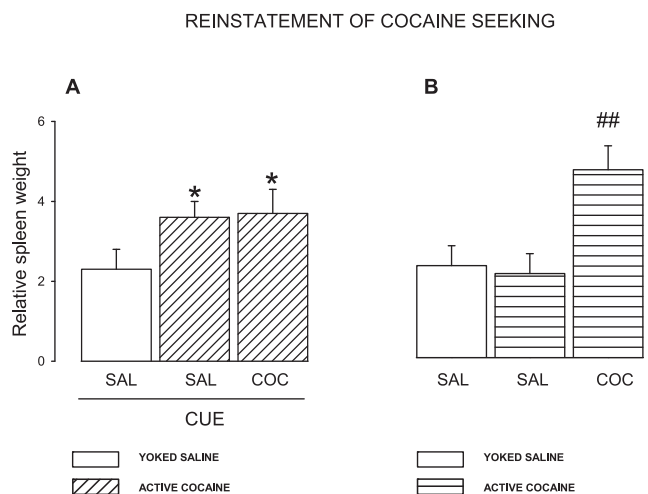 REINSTATEMENT OF COCAINE SEEKING
A
B
Relative spleen weight
6
4
2
0
*
*
##
SAL SAL COC
CUE
SAL SAL COC
YOKED SALINE
ACTIVE COCAINE
YOKED SALINE
ACTIVE COCAINE